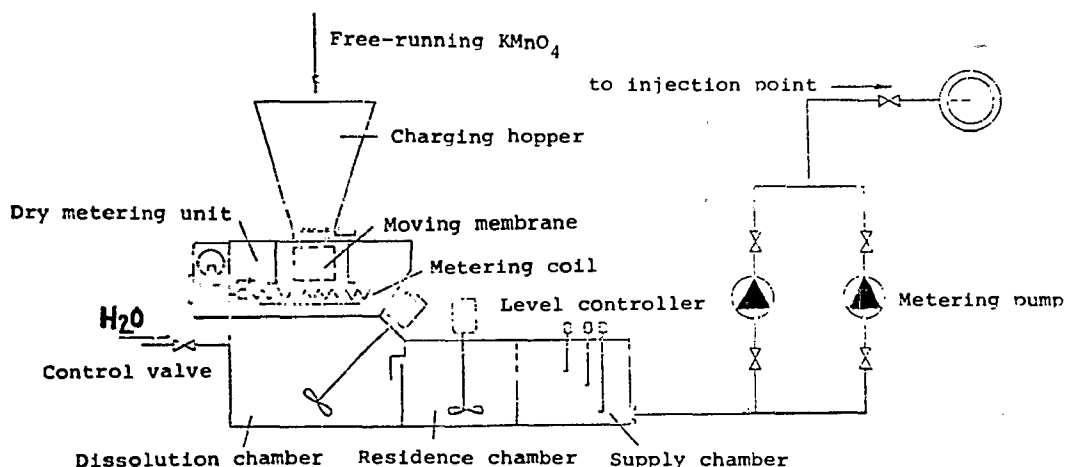 Free-running KMnO4
to injection point
Charging hopper
Dry metering unit
Moving membrane
Metering coil
Level controller
Metering pump
H2O
Control valve
Dissolution chamber
Residence chamber
Supply chamber